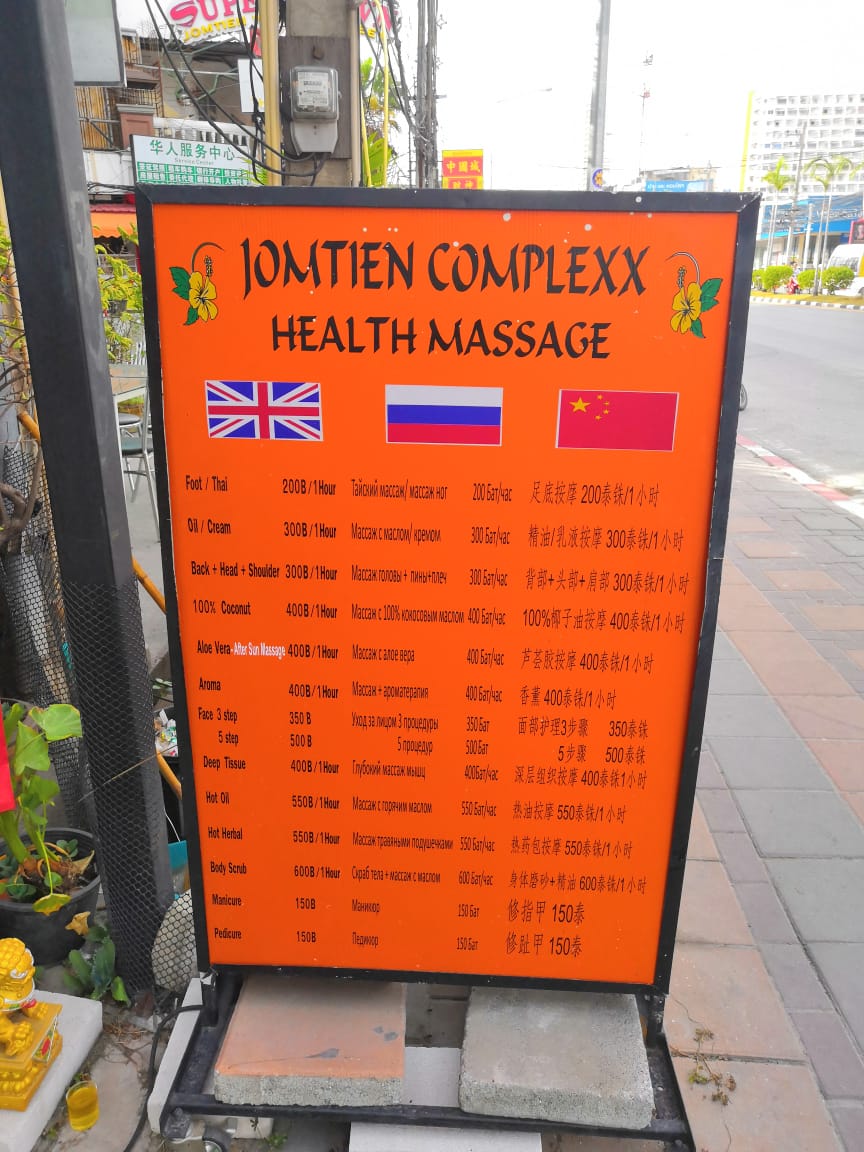 SUP
华人服务中心
Service Center
中國城
JOMTIEN COMPLEXX
HEALTH MASSAGE
Foot / Thai 200B / 1Hour Тайский массаж/ массаж ног 200 Бат/час 足底按摩 200泰铢/1小时
Oil / Cream 300B / 1Hour Массаж с маслом/ кремом 300 Бат/час 精油/乳液按摩 300泰铢/1小时
Back + Head + Shoulder 300B / 1Hour Массаж головы + пины+плеч 300 Бат/час 背部+头部+肩部 300泰铢/1小时
100% Coconut 400B / 1Hour Массаж с 100% кокосовым маслом 400 Бат/час 100%椰子油按摩 400泰铢/1小时
Aloe Vera - After Sun Massage 400B / 1Hour Массаж с алое вера 400 Бат/час 芦荟胶按摩 400泰铢/1小时
Aroma 400B / 1Hour Массаж + ароматерапия 400 Бат/час 香薰 400泰铢/1小时
Face 3 step 350 B Уход за лицом 3 процедуры 350 Бат 面部护理3步骤 350泰铢
5 step 500 B 5 процедур 500 Бат 5步骤 500泰铢
Deep Tissue 400B / 1Hour Глубокий массаж мышц 400Бат/час 深层组织按摩 400泰铢1小时
Hot Oil 550B / 1Hour Массаж с горячим маслом 550 Бат/час 热油按摩 550泰铢/1小时
Hot Herbal 550B / 1Hour Массаж травяными подушечками 550 Бат/час 热药包按摩 550泰铢/1小时
Body Scrub 600B / 1Hour Скраб тела + массаж с маслом 600 Бат/час 身体磨砂+精油 600泰铢/1小时
Manicure 150B Маникюр 150 Бат 修指甲 150泰
Pedicure 150B Педикюр 150 Бат 修趾甲 150泰